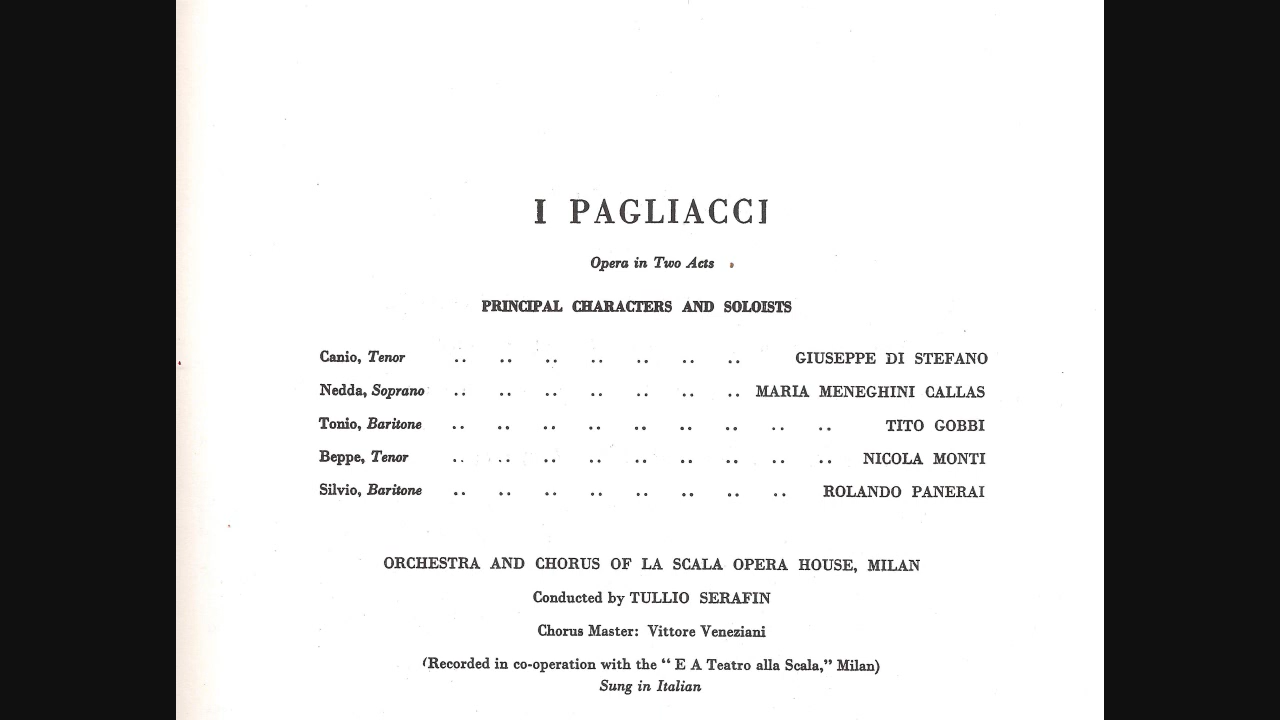 I PAGLIACCI
Opera in Two Acts
PRINCIPAL CHARACTERS AND SOLOISTS
Canio, Tenor .. .. .. .. .. .. .. GIUSEPPE DI STEFANO
Nedda, Soprano .. .. .. .. .. .. .. MARIA MENEGHINI CALLAS
Tonio, Baritone .. .. .. .. .. .. .. .. .. TITO GOBBI
Beppe, Tenor .. .. .. .. .. .. .. .. .. NICOLA MONTI
Silvio, Baritone .. .. .. .. .. .. .. .. ROLANDO PANERAI
ORCHESTRA AND CHORUS OF LA SCALA OPERA HOUSE, MILAN
Conducted by TULLIO SERAFIN
Chorus Master: Vittore Veneziani
(Recorded in co-operation with the “ E A Teatro alla Scala,” Milan)
Sung in Italian